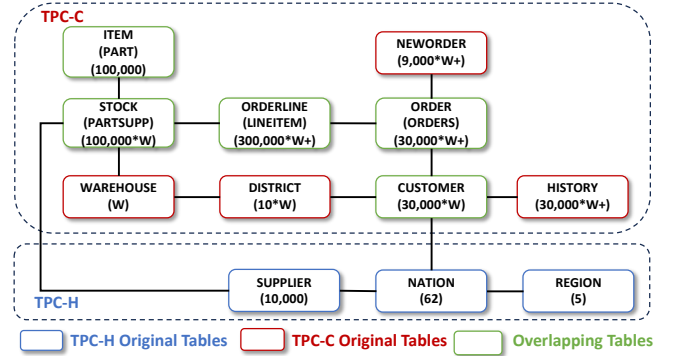 TPC-C
ITEM
(PART)
(100,000)
NEWORDER
(9,000*W+)
STOCK
(PARTSUPP)
(100,000*W)
ORDERLINE
(LINEITEM)
(300,000*W+)
ORDER
(ORDERS)
(30,000*W+)
WAREHOUSE
(W)
DISTRICT
(10*W)
CUSTOMER
(30,000*W)
HISTORY
(30,000*W+)
SUPPLIER
(10,000)
NATION
(62)
REGION
(5)
TPC-H
TPC-H Original Tables
TPC-C Original Tables
Overlapping Tables